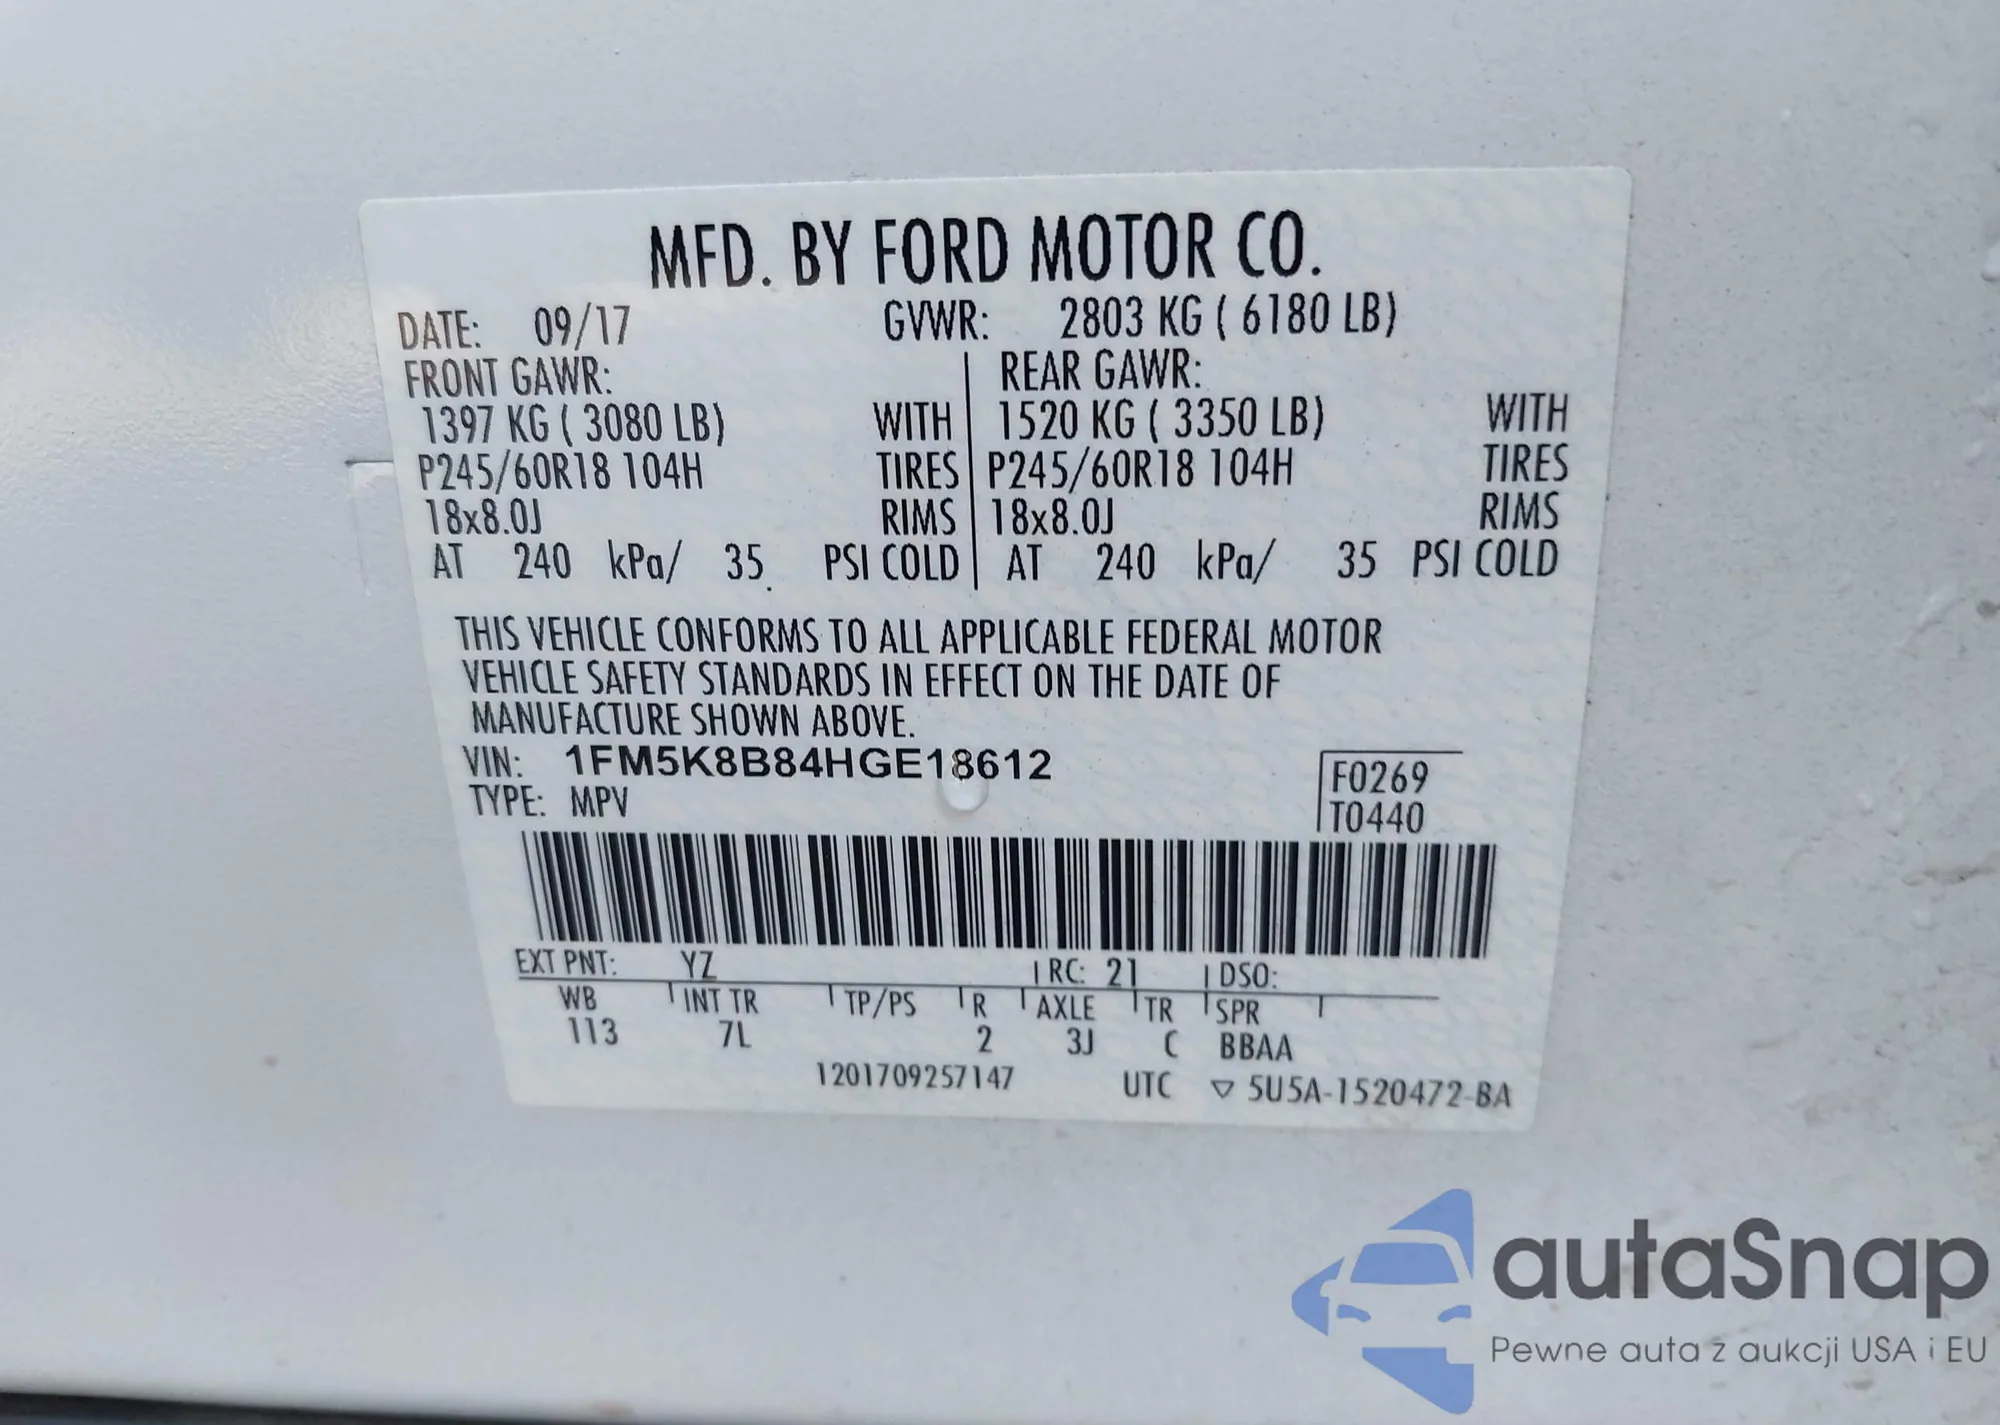 MFD. BY FORD MOTOR CO.
DATE: 09/17 GVWR: 2803 KG ( 6180 LB)
FRONT GAWR: REAR GAWR:
1397 KG ( 3080 LB) WITH 1520 KG ( 3350 LB) WITH
P245/60R18 104H TIRES P245/60R18 104H TIRES
18x8.0J RIMS 18x8.0J RIMS
AT 240 kPa/ 35 PSI COLD AT 240 kPa/ 35 PSI COLD
THIS VEHICLE CONFORMS TO ALL APPLICABLE FEDERAL MOTOR
VEHICLE SAFETY STANDARDS IN EFFECT ON THE DATE OF
MANUFACTURE SHOWN ABOVE.
VIN: 1FM5K8B84HGE18612
F0269
TYPE: MPV
T0440
EXT PNT: YZ RC: 21 DSO:
WB INT TR TP/PS R AXLE TR SPR
113 7L 2 3J C BBAA
1201709257147 UTC ▽ 5U5A-1520472-BA
autaSnap
Pewne auta z aukcji USA i EU